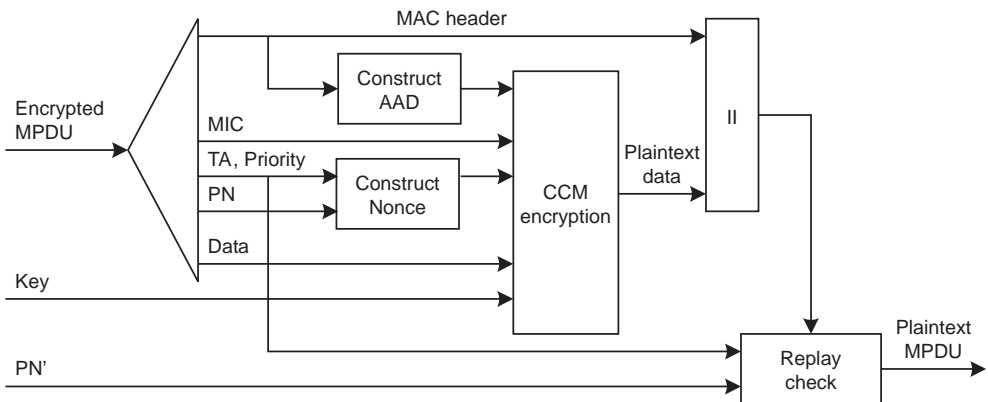 MAC header
Construct
AAD
Encrypted
MPDU
MIC
II
TA, Priority
Plaintext
data
Construct
Nonce
CCM
encryption
PN
Data
Key
Plaintext
MPDU
PN'
Replay
check